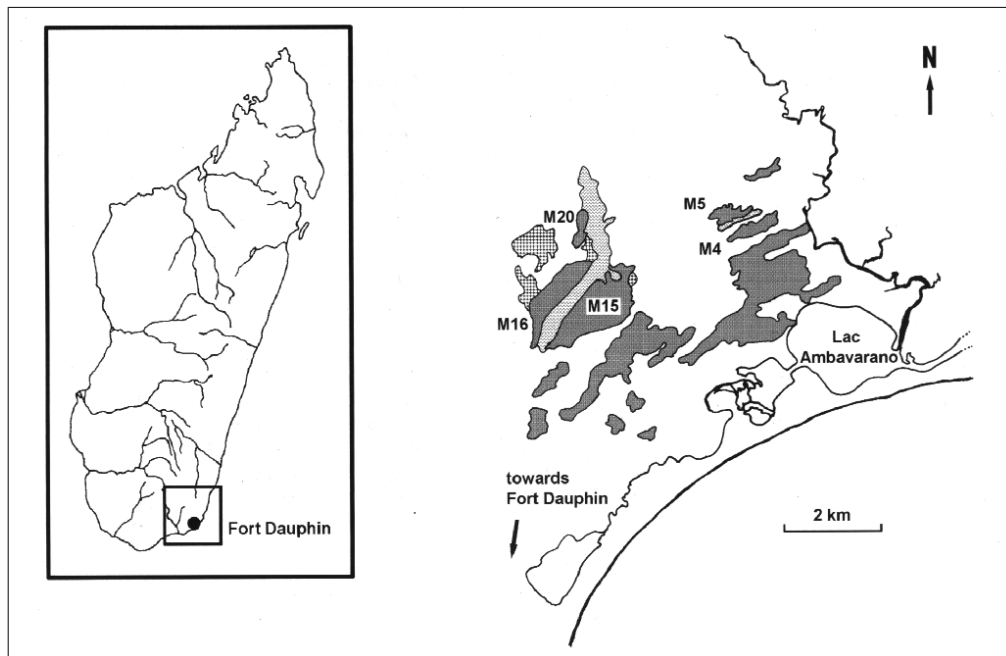 Fort Dauphin
N
M5
M20
M4
M15
M16
Lac
Ambavarano
towards
Fort Dauphin
2 km